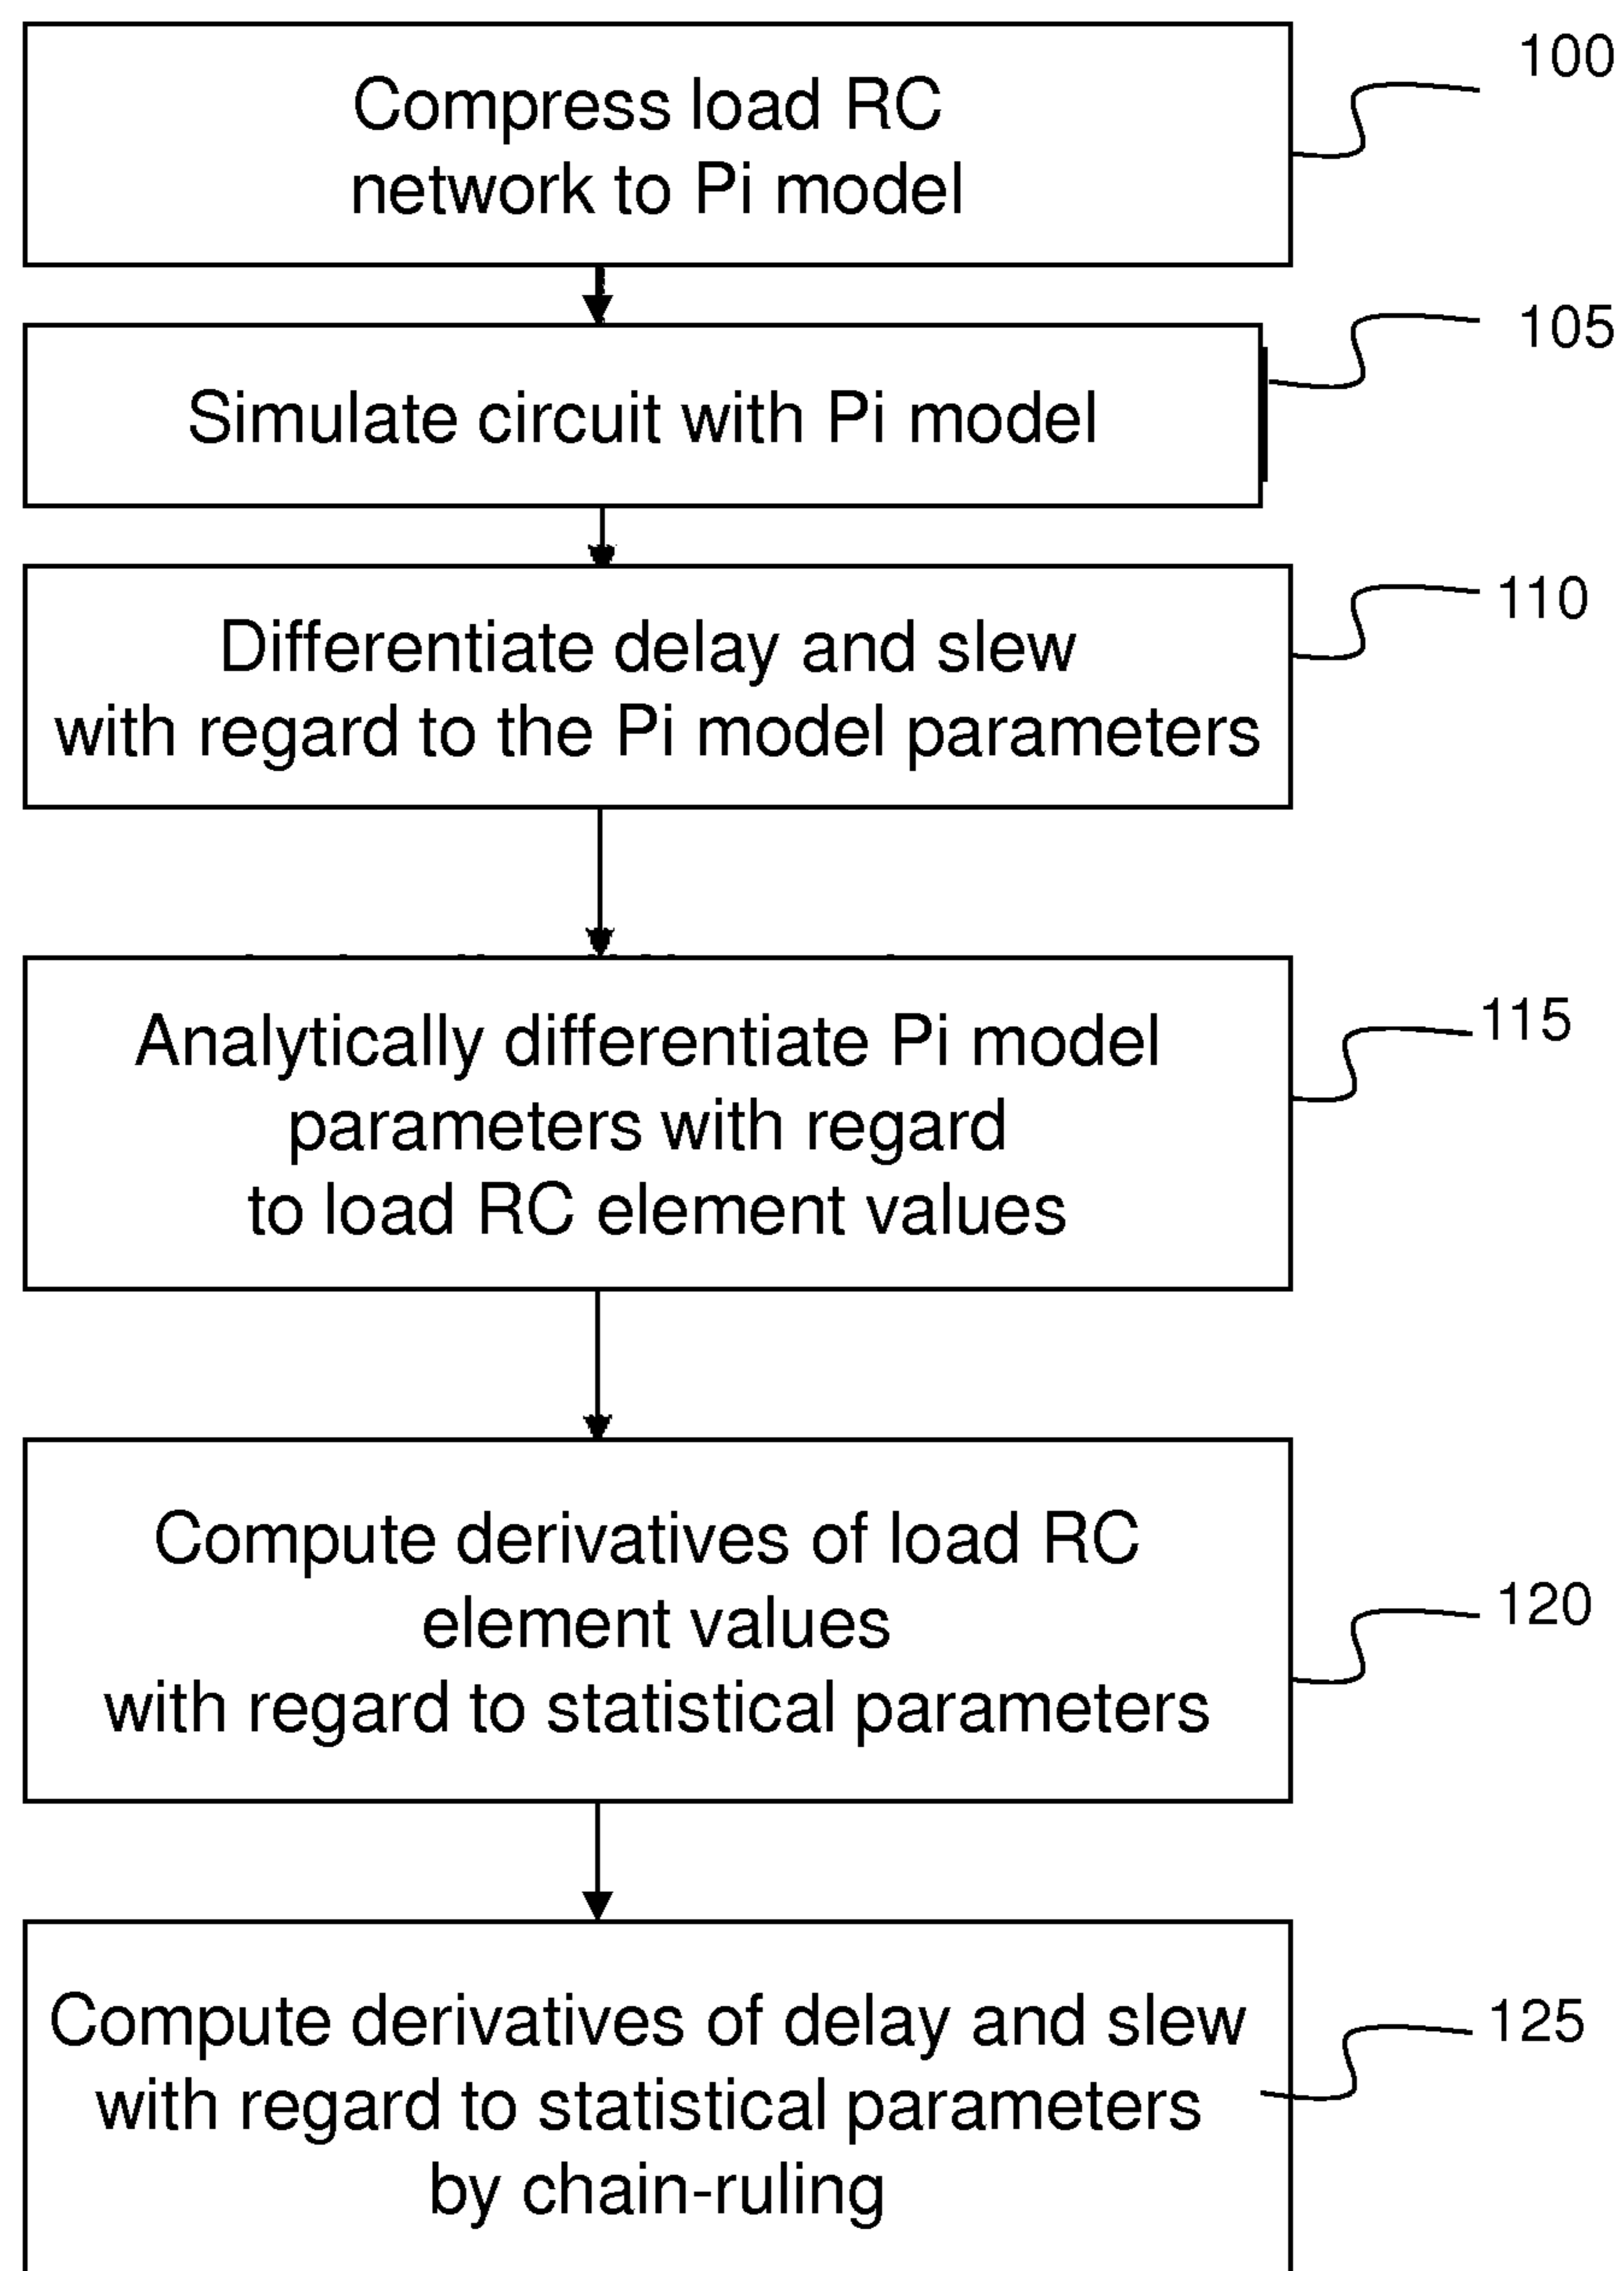 100
Compress load RC
network to Pi model
105
Simulate circuit with Pi model
110
Differentiate delay and slew
with regard to the Pi model parameters
115
Analytically differentiate Pi model
parameters with regard
to load RC element values
120
Compute derivatives of load RC
element values
with regard to statistical parameters
125
Compute derivatives of delay and slew
with regard to statistical parameters
by chain-ruling